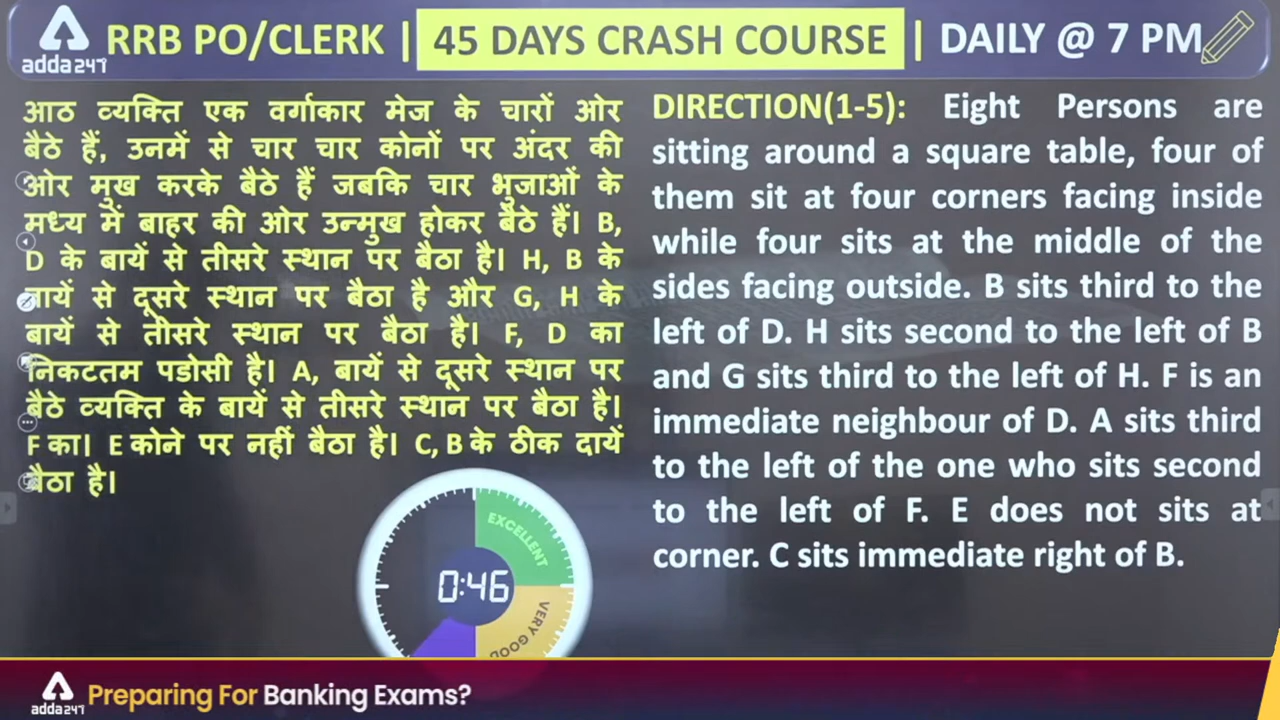 adda247
RRB PO/CLERK | 45 DAYS CRASH COURSE | DAILY @ 7 PM
आठ व्यक्ति एक वर्गाकार मेज के चारों ओर
बैठे हैं, उनमें से चार चार कोनों पर अंदर की
ओर मुख करके बैठे हैं जबकि चार भुजाओं के
मध्य में बाहर की ओर उन्मुख होकर बैठे हैं। B,
D के बायें से तीसरे स्थान पर बैठा है। H, B के
बायें से दूसरे स्थान पर बैठा है और G, H के
बायें से तीसरे स्थान पर बैठा है। F, D का
निकटतम पडोसी है। A, बायें से दूसरे स्थान पर
बैठे व्यक्ति के बायें से तीसरे स्थान पर बैठा है।
F का। E कोने पर नहीं बैठा है। C, B के ठीक दायें
बैठा है।
DIRECTION(1-5): Eight Persons are
sitting around a square table, four of
them sit at four corners facing inside
while four sits at the middle of the
sides facing outside. B sits third to the
left of D. H sits second to the left of B
and G sits third to the left of H. F is an
immediate neighbour of D. A sits third
to the left of the one who sits second
to the left of F. E does not sits at
corner. C sits immediate right of B.
EXCELLENT
0:46
VERY GOOD
adda247
Preparing For Banking Exams?